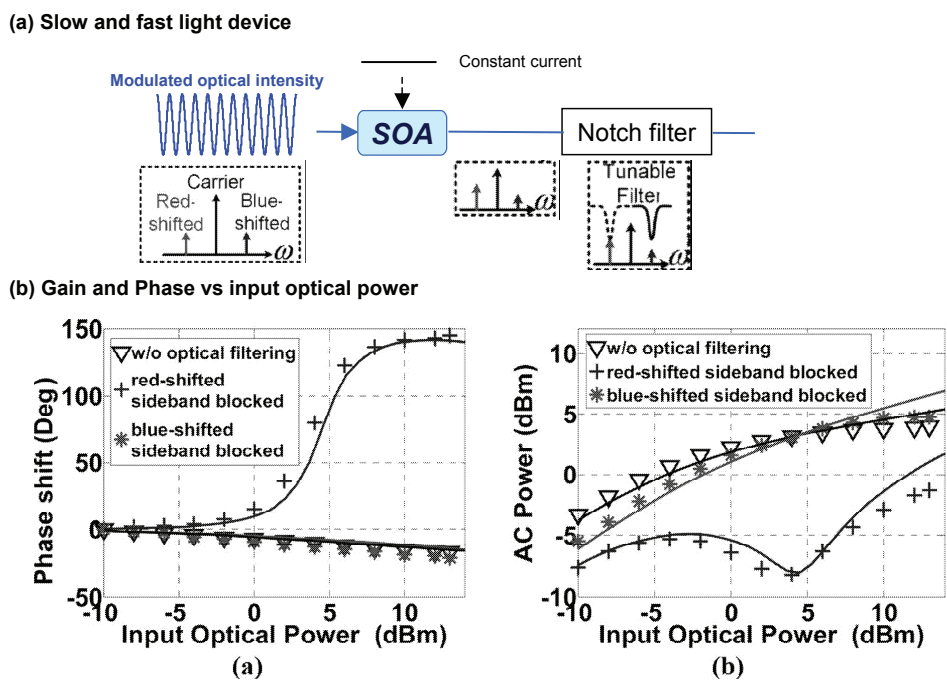 (a) Slow and fast light device
Constant current
Modulated optical intensity
SOA
Notch filter
Carrier
Red-
shifted
Blue-
shifted
ω
ω
Tunable
Filter
ω
(b) Gain and Phase vs input optical power
150
100
50
0
-50
-10
-5
0
5
10
Phase shift (Deg)
w/o optical filtering
red-shifted
sideband blocked
blue-shifted
sideband blocked
Input Optical Power (dBm)
(a)
10
5
0
-5
-10
-10
-5
0
5
10
AC Power (dBm)
w/o optical filtering
red-shifted sideband blocked
blue-shifted sideband blocked
Input Optical Power (dBm)
(b)